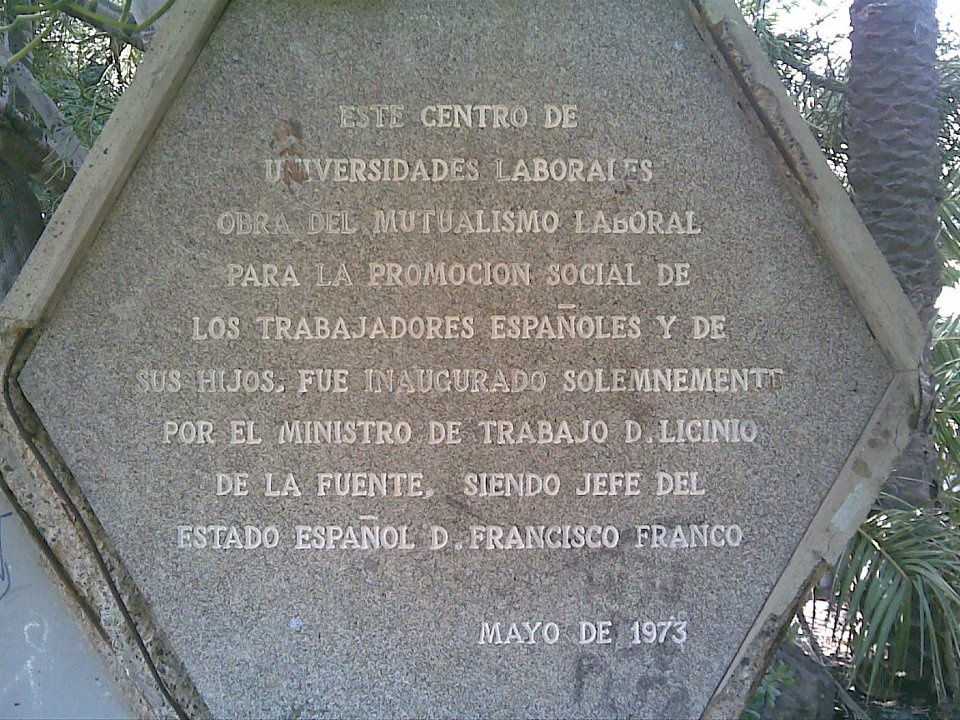 ESTE CENTRO DE
UNIVERSIDADES LABORALES
OBRA DEL MUTUALISMO LABORAL
PARA LA PROMOCION SOCIAL DE
LOS TRABAJADORES ESPAÑOLES Y DE
SUS HIJOS. FUE INAUGURADO SOLEMNEMENTE
POR EL MINISTRO DE TRABAJO D. LICINIO
DE LA FUENTE, SIENDO JEFE DEL
ESTADO ESPAÑOL D. FRANCISCO FRANCO
MAYO DE 1973